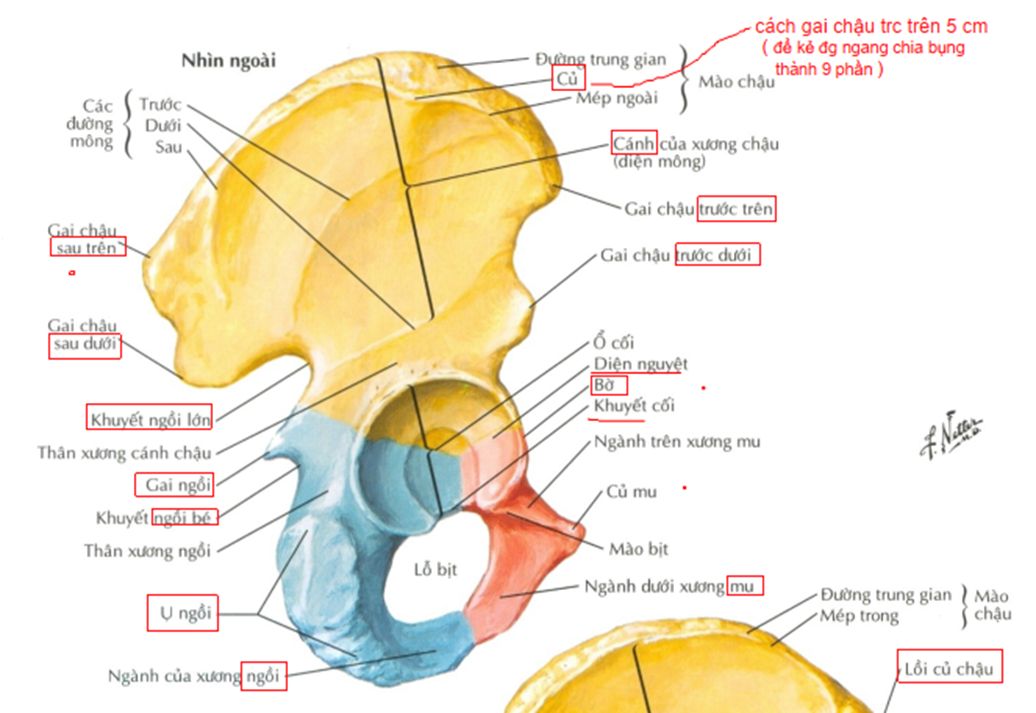 cách gai chậu trc trên 5 cm
( để kẻ đg ngang chia bụng
thành 9 phần )
Nhìn ngoài
Đường trung gian
Củ
Mép ngoài
Mào chậu
Các
đường
mông
Trước
Dưới
Sau
Cánh của xương chậu
(diện mông)
Gai chậu trước trên
Gai chậu
sau trên
Gai chậu trước dưới
Gai chậu
sau dưới
Ổ cối
Diện nguyệt
Bờ
Khuyết cối
Khuyết ngồi lớn
Ngành trên xương mu
Thân xương cánh chậu
Gai ngồi
Củ mu
Khuyết ngồi bé
Thân xương ngồi
Mào bịt
Lỗ bịt
Ngành dưới xương mu
Ụ ngồi
Ngành của xương ngồi
Đường trung gian
Mép trong
Mào
chậu
Lồi củ chậu
F. Netter
M.D.